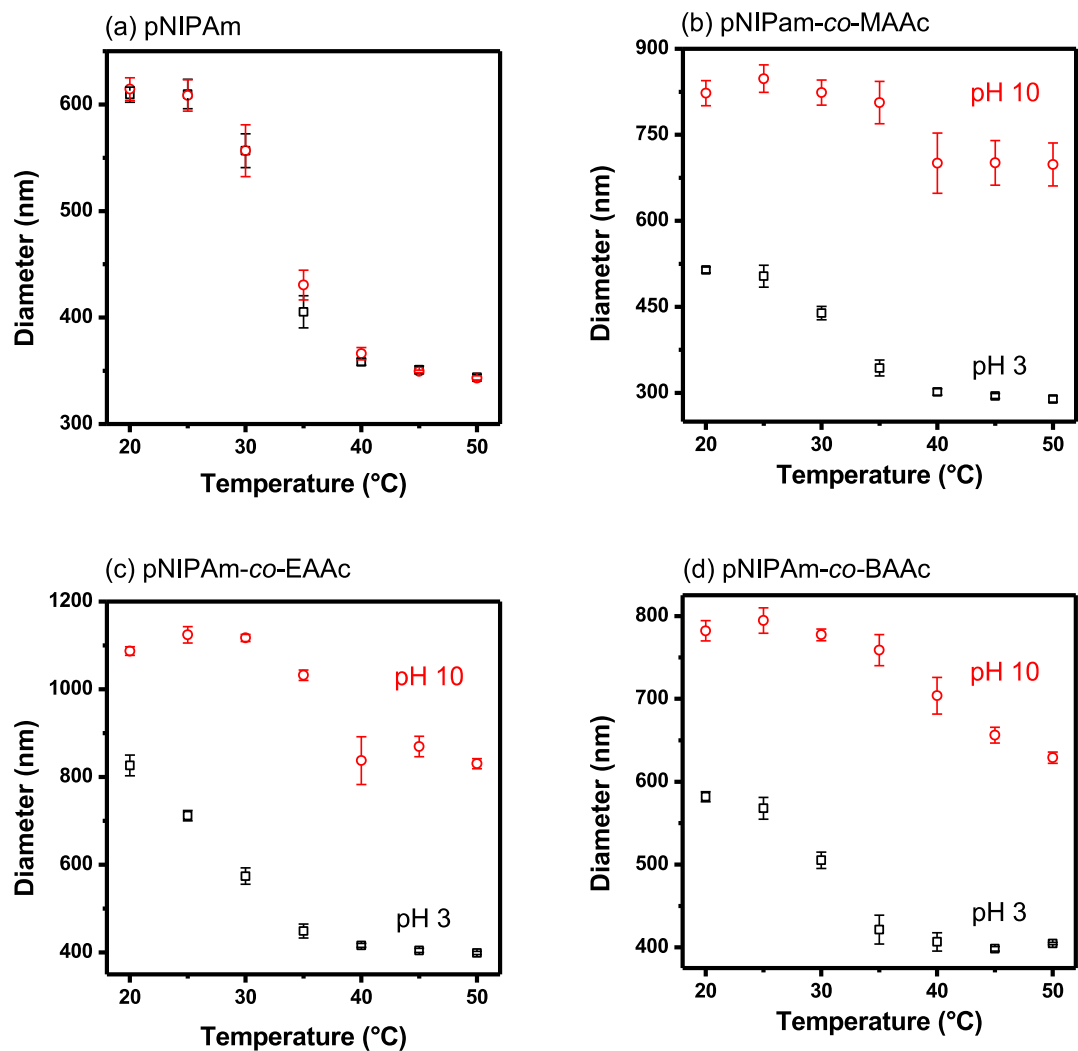 (a) pNIPAm
600
500
400
300
20
30
40
50
Diameter (nm)
Temperature (°C)
(b) pNIPam-co-MAAc
900
750
600
450
300
20
30
40
50
pH 10
pH 3
Diameter (nm)
Temperature (°C)
(c) pNIPAm-co-EAAc
1200
1000
800
600
400
20
30
40
50
pH 10
pH 3
Diameter (nm)
Temperature (°C)
(d) pNIPAm-co-BAAc
800
700
600
500
400
20
30
40
50
pH 10
pH 3
Diameter (nm)
Temperature (°C)